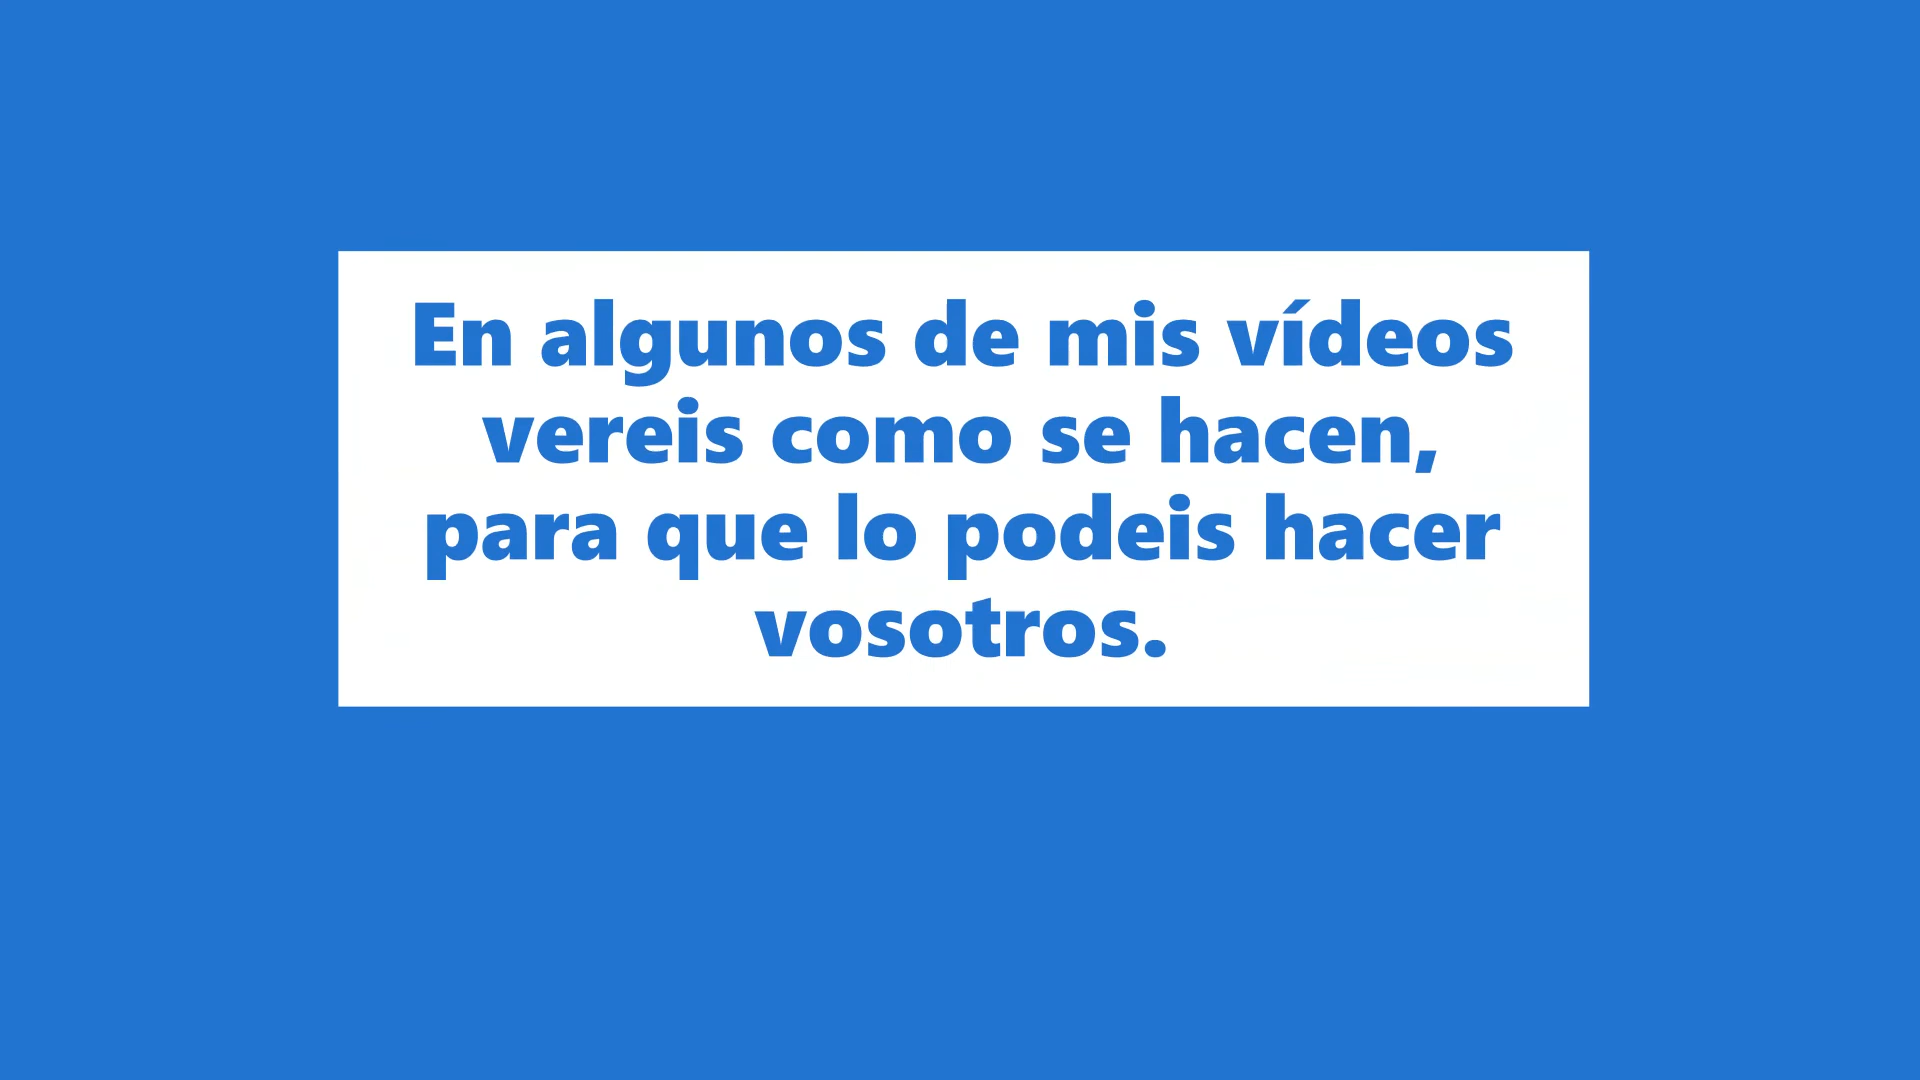 En algunos de mis vídeos
vereis como se hacen,
para que lo podeis hacer
vosotros.